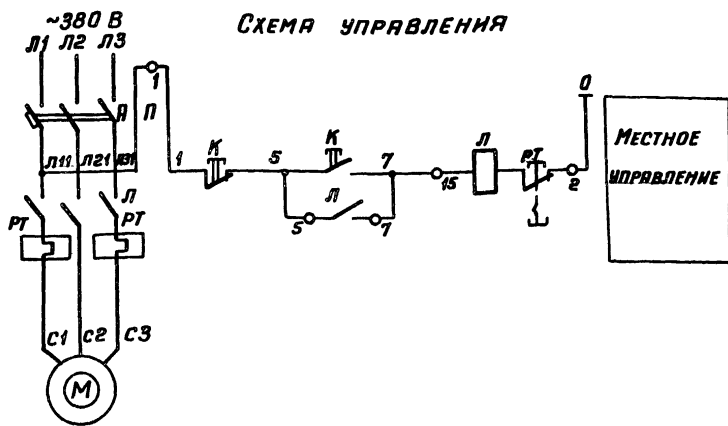 ~380 В
Схема управления
Л1 Л2 Л3
1
А П
О
Л11 Л21 Л31
1 К 5 К 7 15 Л РТ 2
Местное
управление
Л
5 Л 7
РТ РТ
С1 С2 С3
М